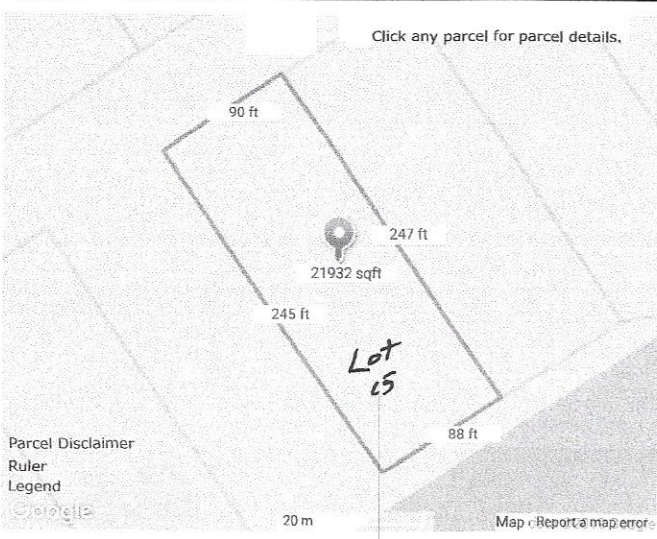 Click any parcel for parcel details.
90 ft
247 ft
21932 sqft
245 ft
Lot
15
88 ft
Parcel Disclaimer
Ruler
Legend
Google
20 m
Map
Report a map error